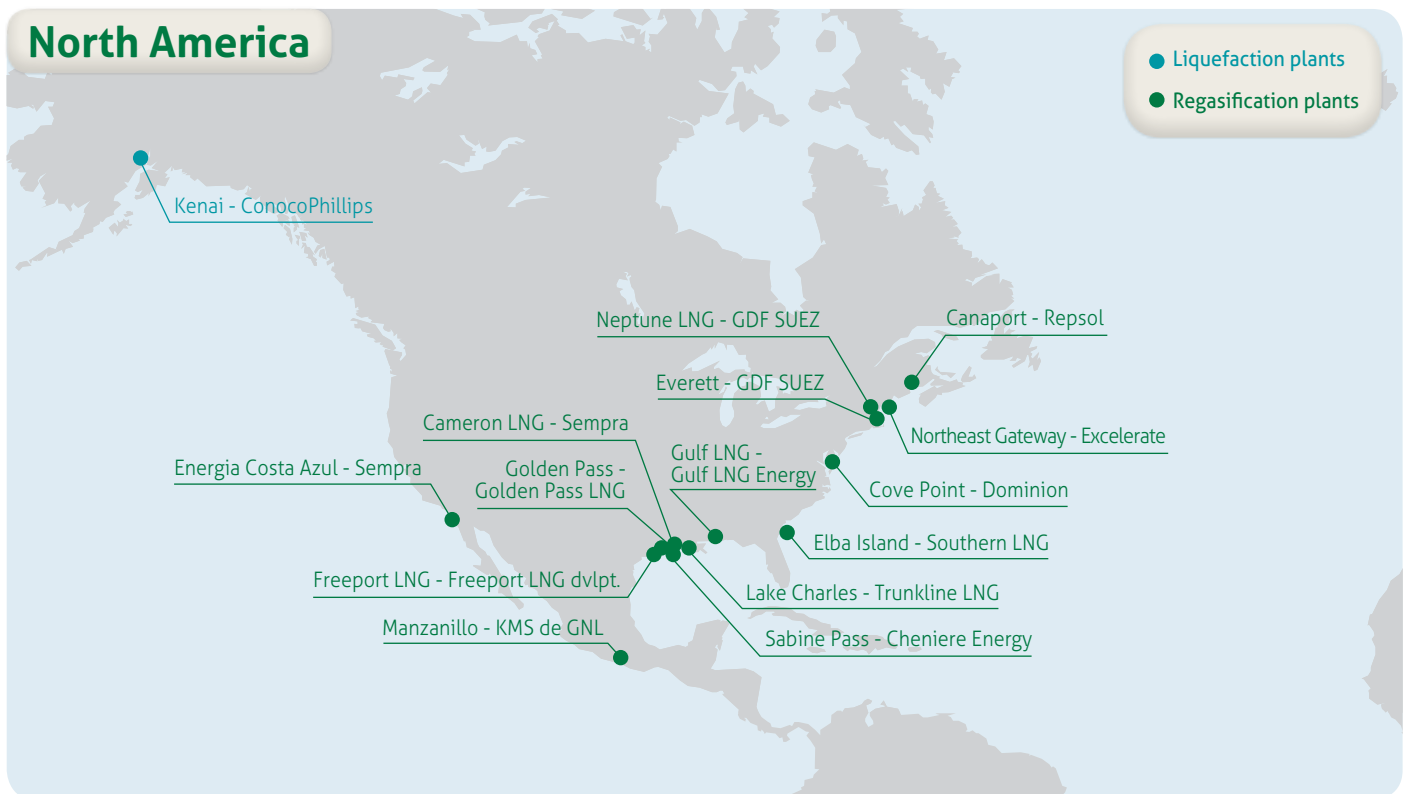 North America
Liquefaction plants
Regasification plants
Kenai - ConocoPhillips
Neptune LNG - GDF SUEZ
Canaport - Repsol
Everett - GDF SUEZ
Cameron LNG - Sempra
Northeast Gateway - Excelerate
Gulf LNG -
Gulf LNG Energy
Energia Costa Azul - Sempra
Golden Pass -
Golden Pass LNG
Cove Point - Dominion
Elba Island - Southern LNG
Freeport LNG - Freeport LNG dvlpt.
Lake Charles - Trunkline LNG
Manzanillo - KMS de GNL
Sabine Pass - Cheniere Energy